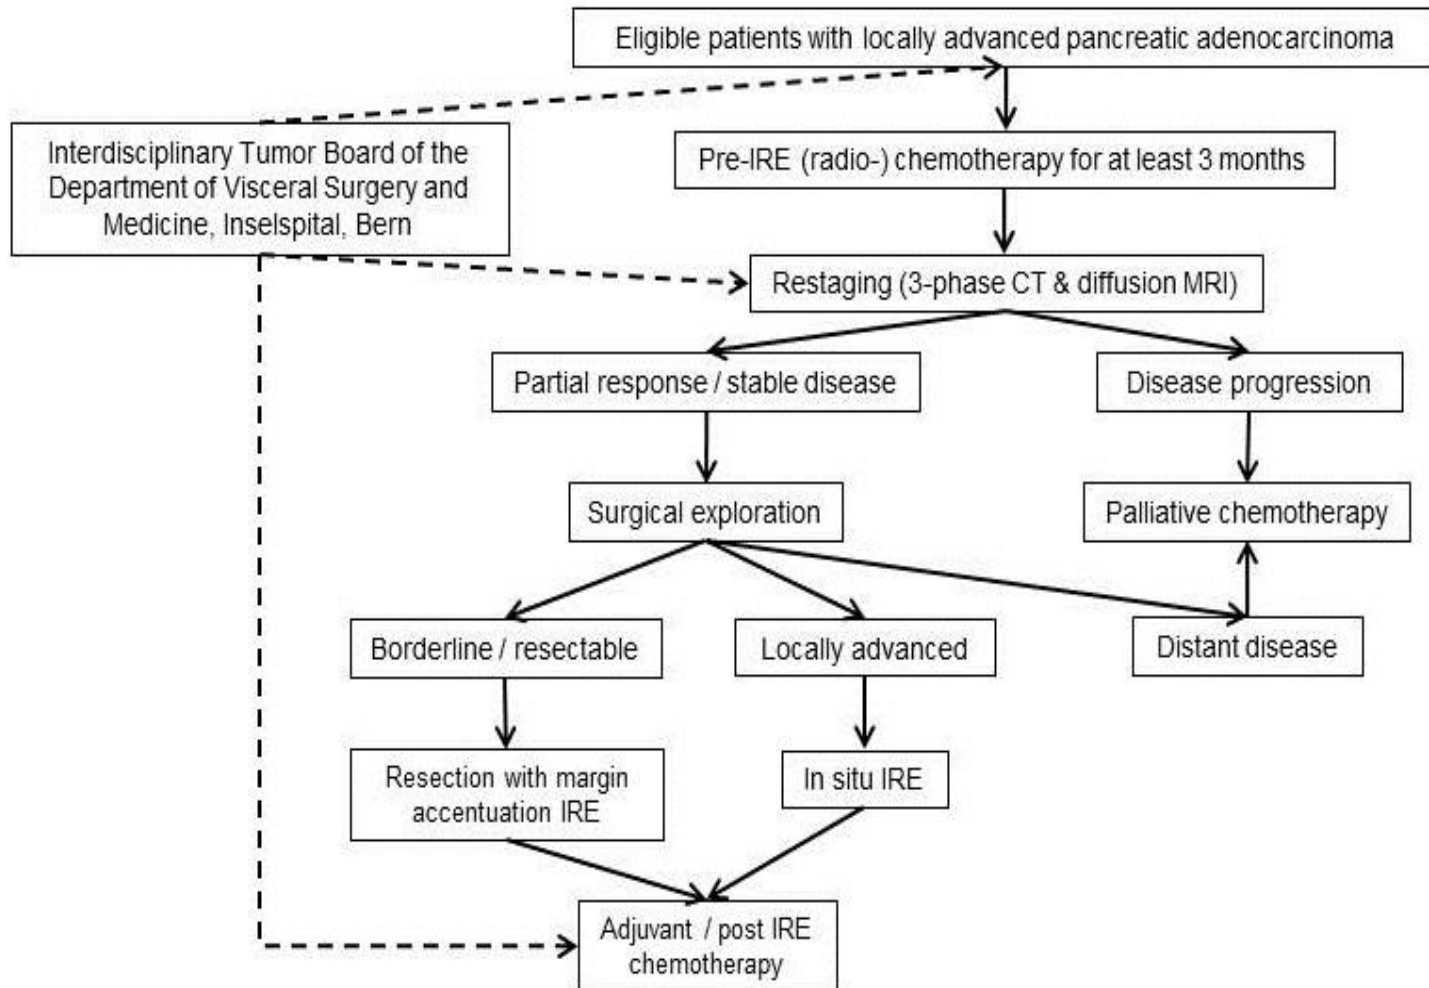 Eligible patients with locally advanced pancreatic adenocarcinoma
Interdisciplinary Tumor Board of the
Department of Visceral Surgery and
Medicine, Inselspital, Bern
Pre-IRE (radio-) chemotherapy for at least 3 months
Restaging (3-phase CT & diffusion MRI)
Partial response / stable disease
Disease progression
Surgical exploration
Palliative chemotherapy
Borderline / resectable
Locally advanced
Distant disease
Resection with margin
accentuation IRE
In situ IRE
Adjuvant / post IRE
chemotherapy